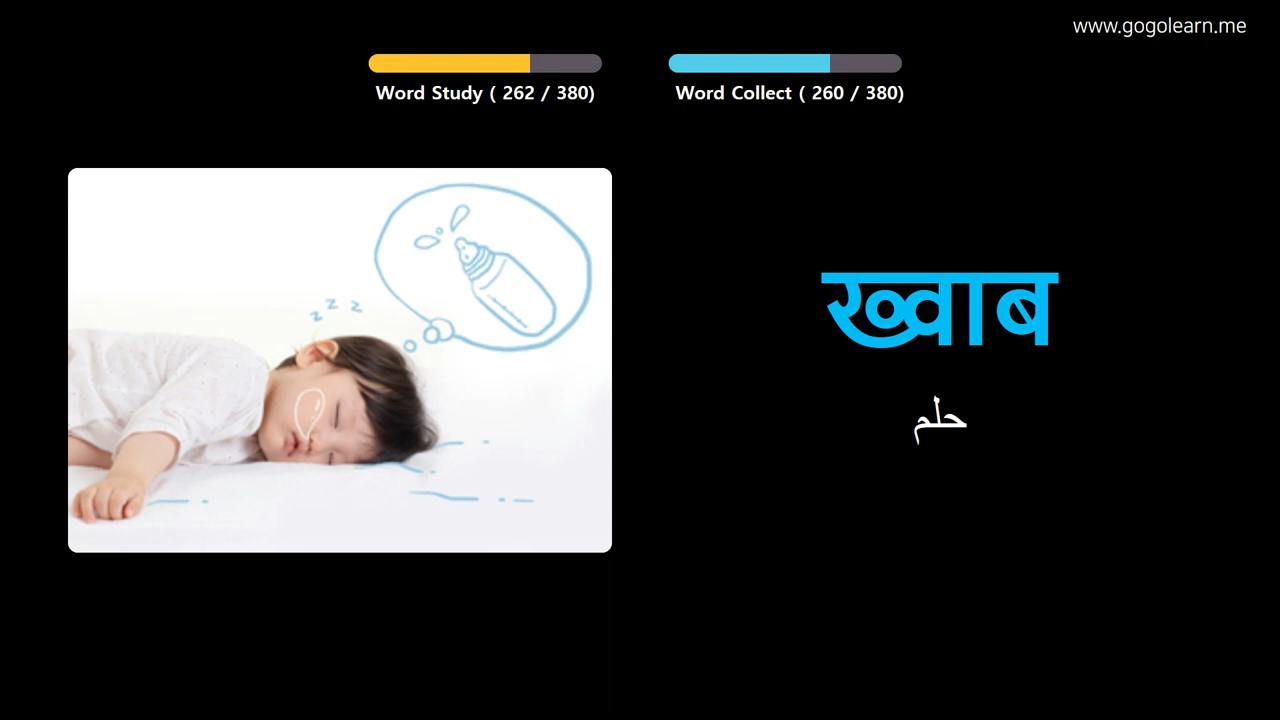 www.gogolearn.me
Word Study ( 262 / 380)
Word Collect ( 260 / 380)
z z z
ख्वाब
حلم